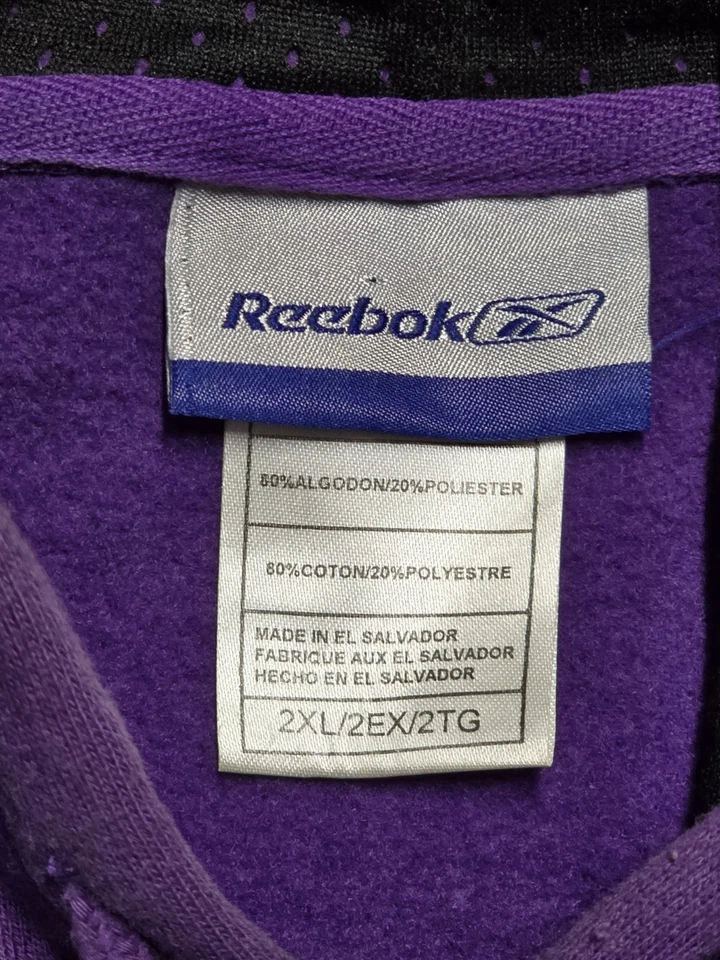 Reebok
80%ALGODON/20%POLIESTER
80%COTON/20%POLYESTRE
MADE IN EL SALVADOR
FABRIQUE AUX EL SALVADOR
HECHO EN EL SALVADOR
2XL/2EX/2TG